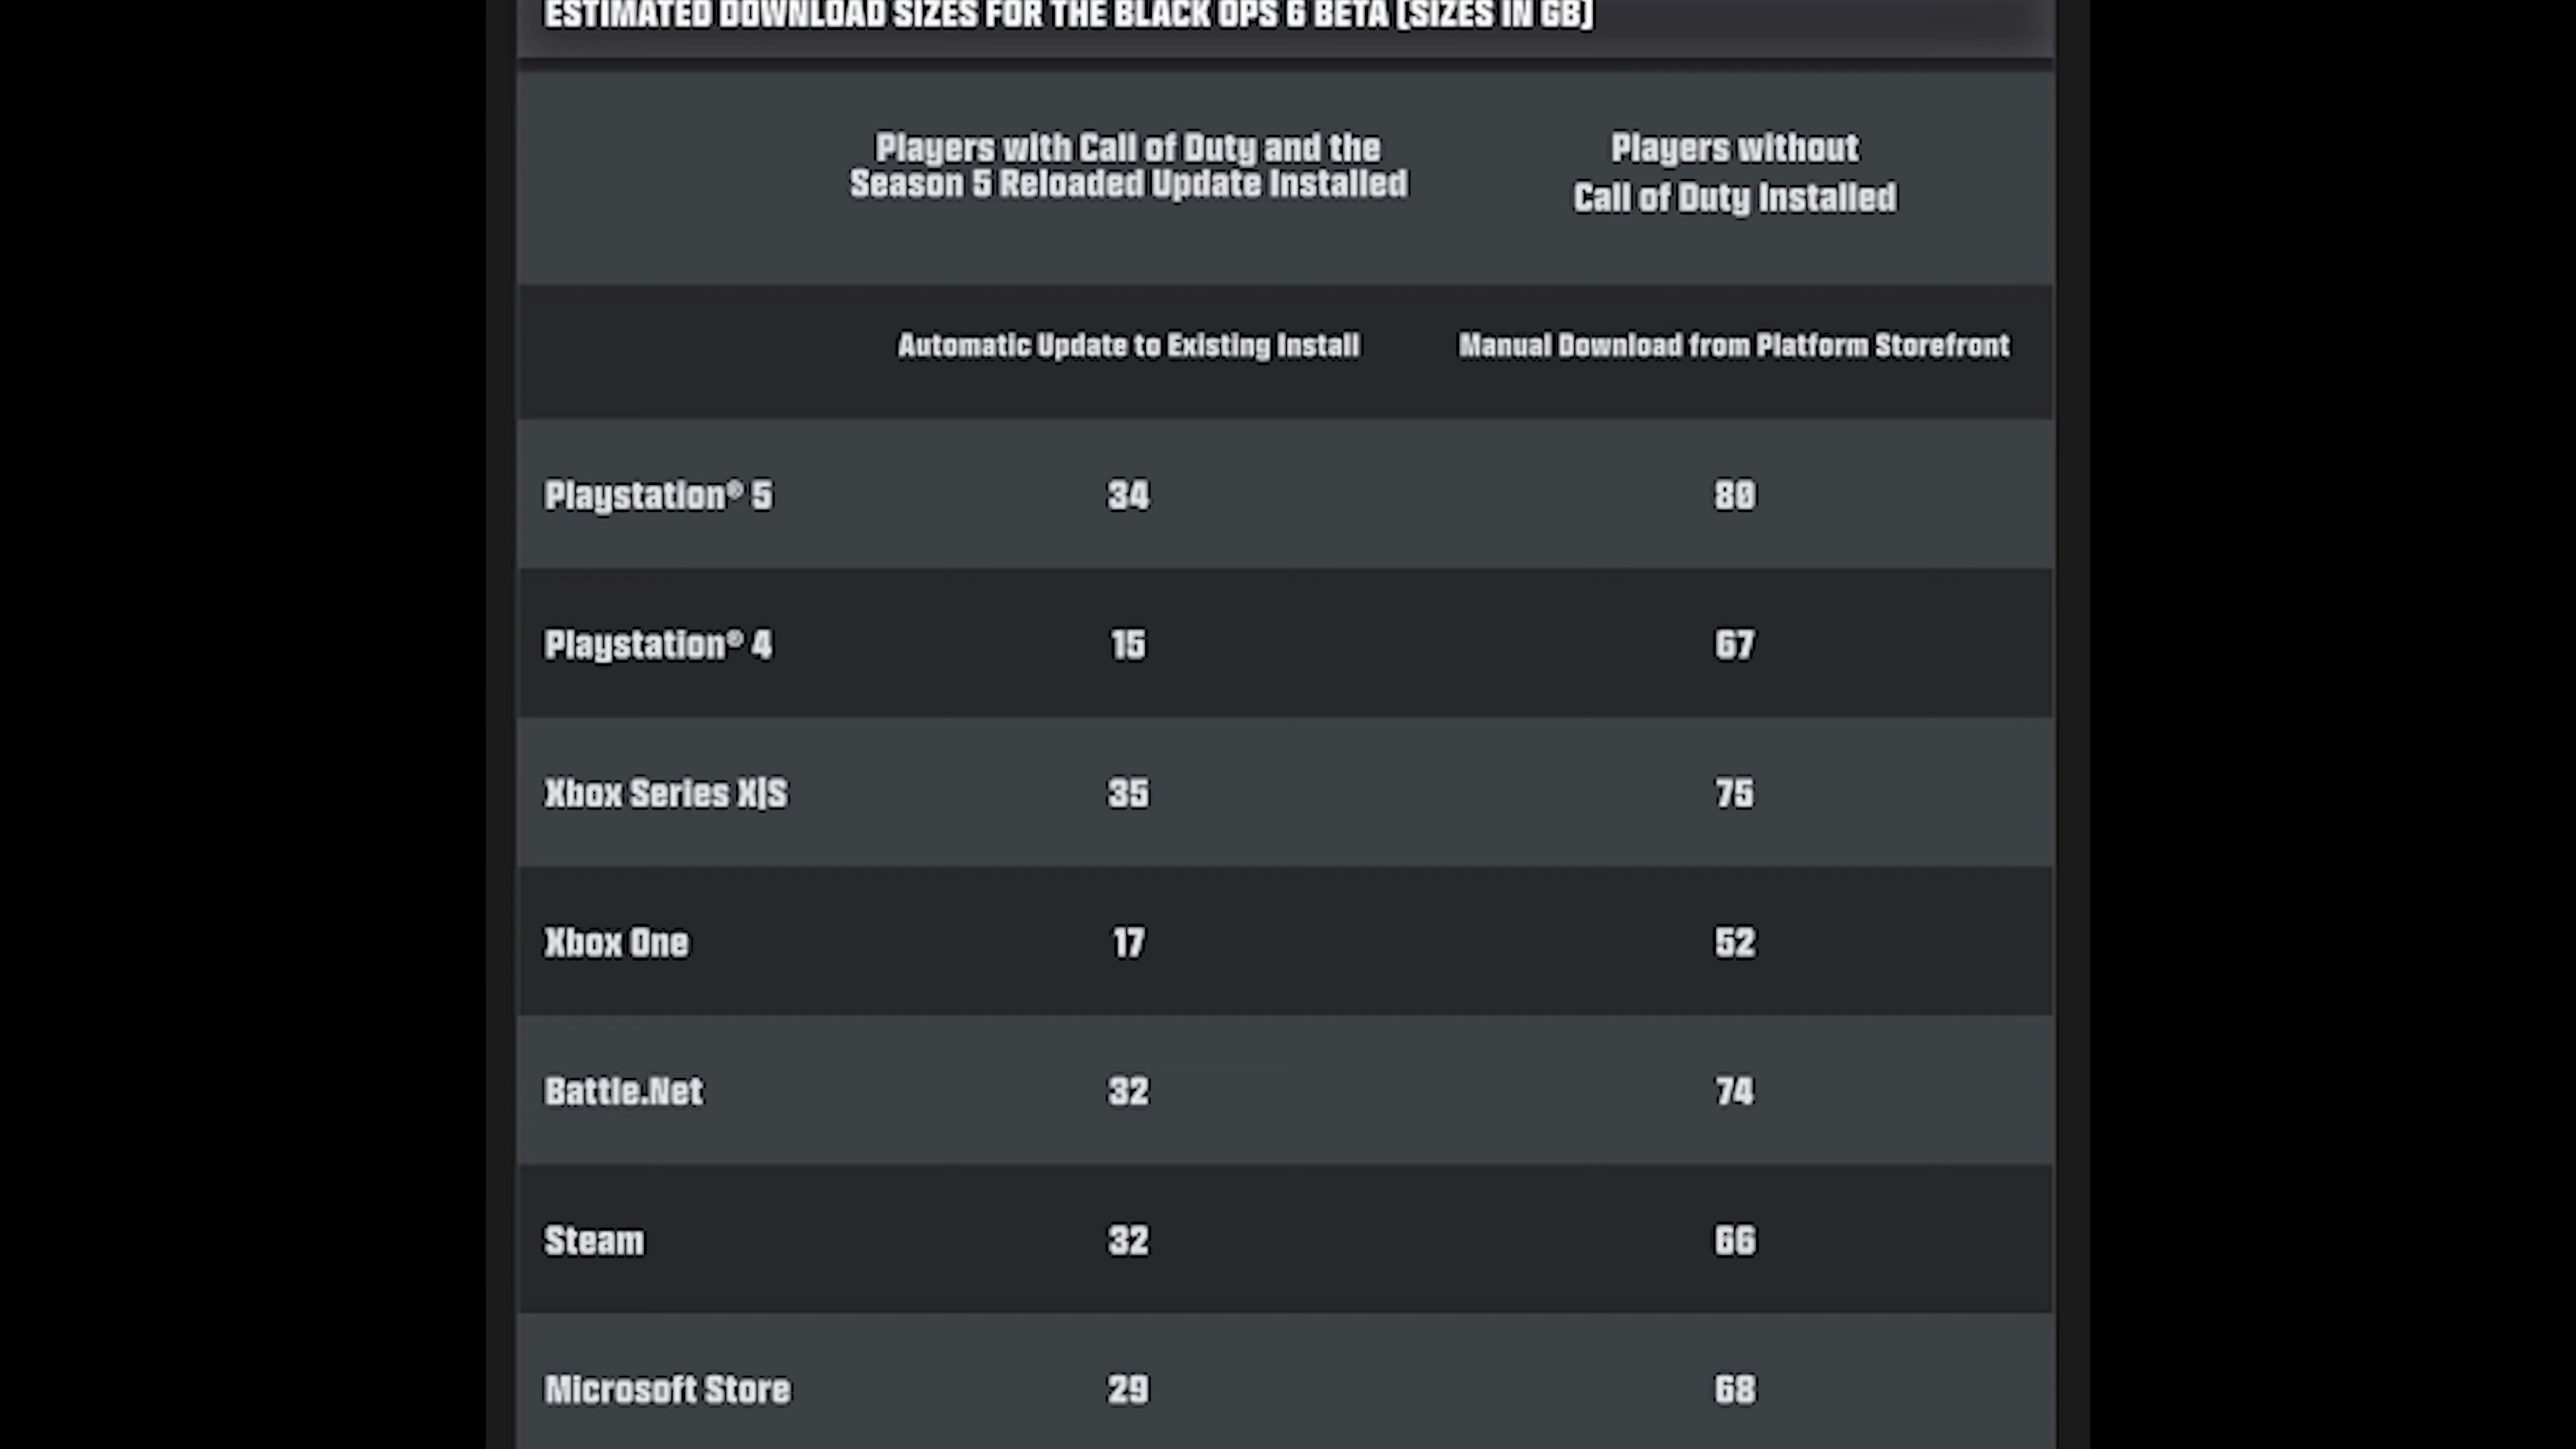 ESTIMATED DOWNLOAD SIZES FOR THE BLACK OPS 6 BETA [SIZES IN GB]
Players with Call of Duty and the
Season 5 Reloaded Update Installed
Players without
Call of Duty Installed
Automatic Update to Existing Install
Manual Download from Platform Storefront
Playstation® 5 34 80
Playstation® 4 15 67
Xbox Series X|S 35 75
Xbox One 17 52
Battle.Net 32 74
Steam 32 66
Microsoft Store 29 68